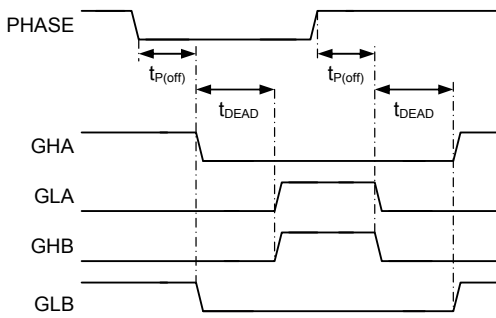 PHASE
tP(off) tP(off)
tDEAD tDEAD
GHA
GLA
GHB
GLB